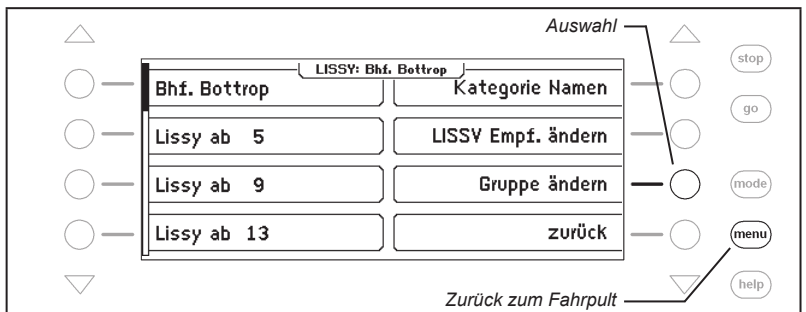 Auswahl
stop
LISSY: Bhf. Bottrop
Bhf. Bottrop
Kategorie Namen
go
Lissy ab 5
LISSY Empf. ändern
Lissy ab 9
Gruppe ändern
mode
Lissy ab 13
zurück
menu
help
Zurück zum Fahrpult